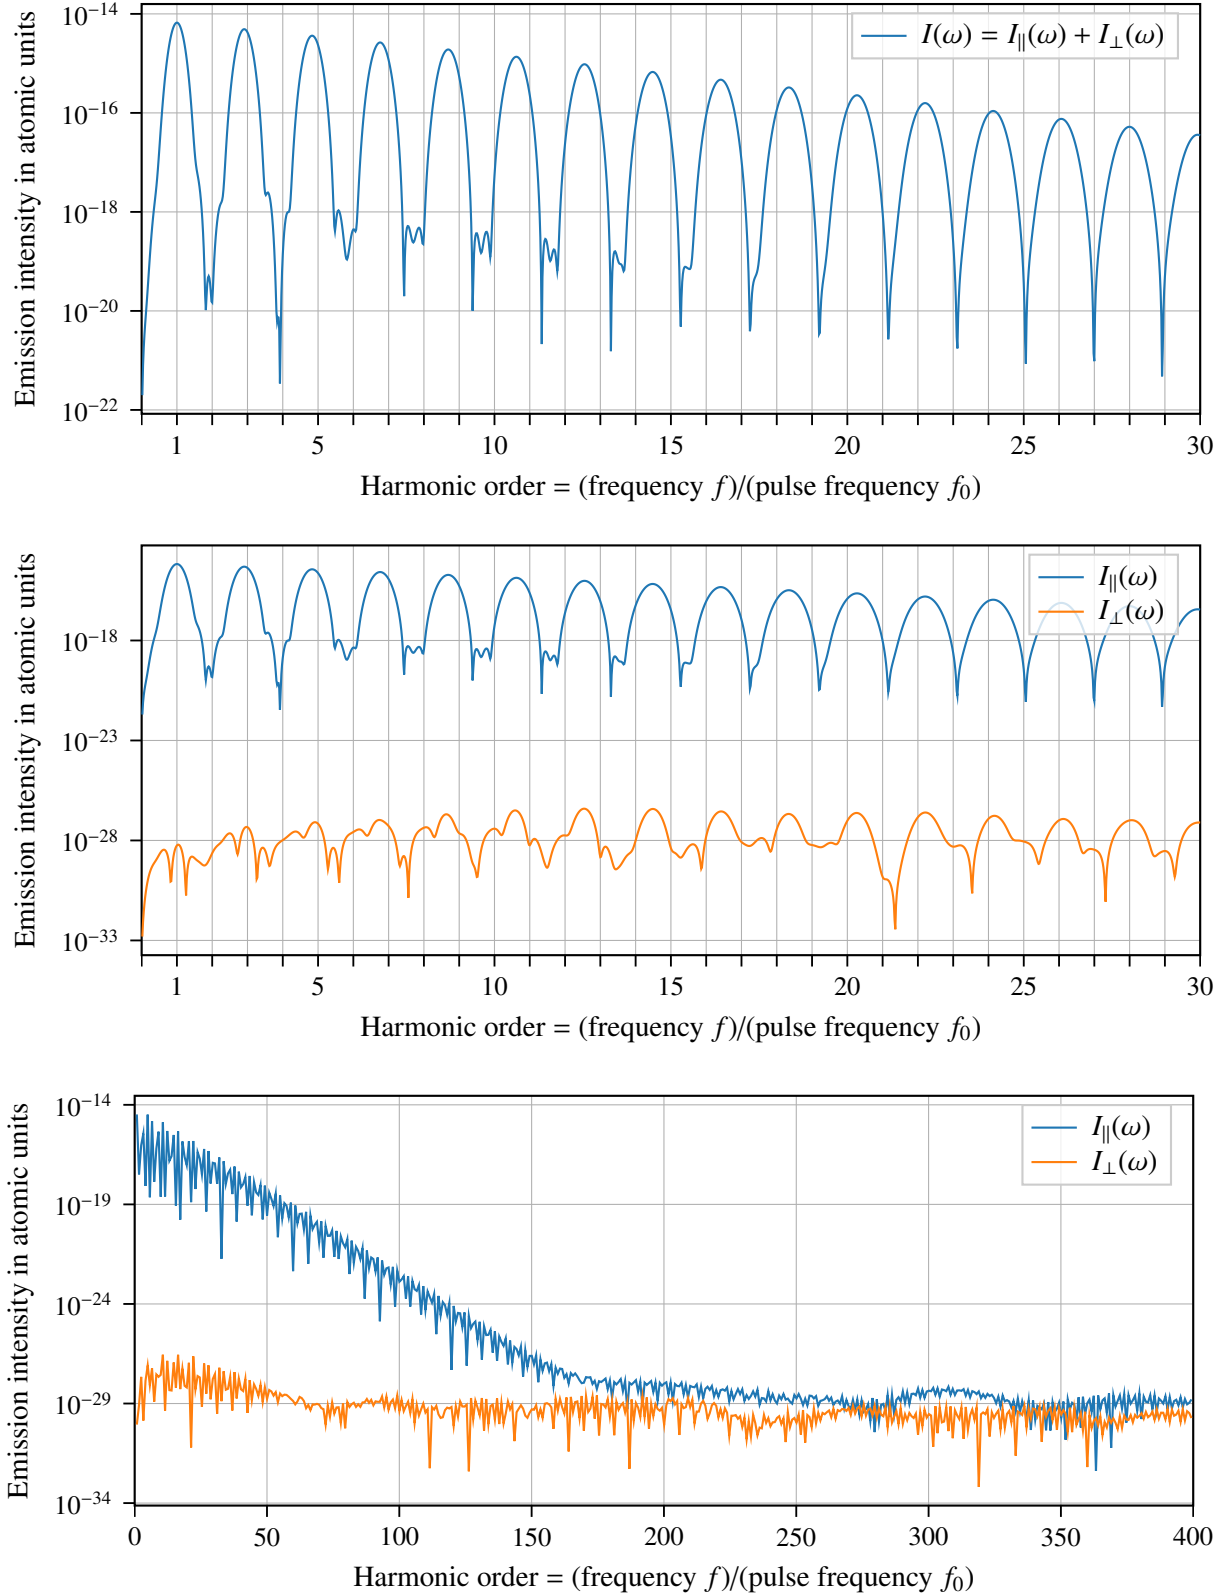 Emission intensity in atomic units
10⁻¹⁴
10⁻¹⁶
10⁻¹⁸
10⁻²⁰
10⁻²²
I(ω) = I∥(ω) + I⊥(ω)
1 5 10 15 20 25 30
Harmonic order = (frequency f)/(pulse frequency f₀)
Emission intensity in atomic units
10⁻¹⁸
10⁻²³
10⁻²⁸
10⁻³³
I∥(ω)
I⊥(ω)
1 5 10 15 20 25 30
Harmonic order = (frequency f)/(pulse frequency f₀)
Emission intensity in atomic units
10⁻¹⁴
10⁻¹⁹
10⁻²⁴
10⁻²⁹
10⁻³⁴
I∥(ω)
I⊥(ω)
0 50 100 150 200 250 300 350 400
Harmonic order = (frequency f)/(pulse frequency f₀)